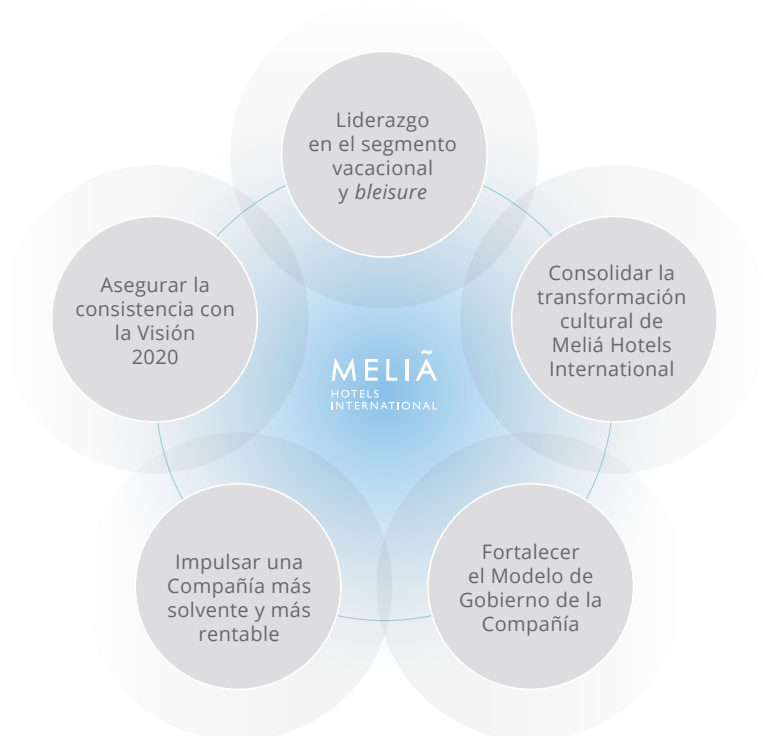 Liderazgo
en el segmento
vacacional
y bleisure
Consolidar la
transformación
cultural de
Meliá Hotels
International
Fortalecer
el Modelo de
Gobierno de la
Compañía
Impulsar una
Compañía más
solvente y más
rentable
Asegurar la
consistencia con
la Visión
2020
MELIÃ
HOTELS
INTERNATIONAL